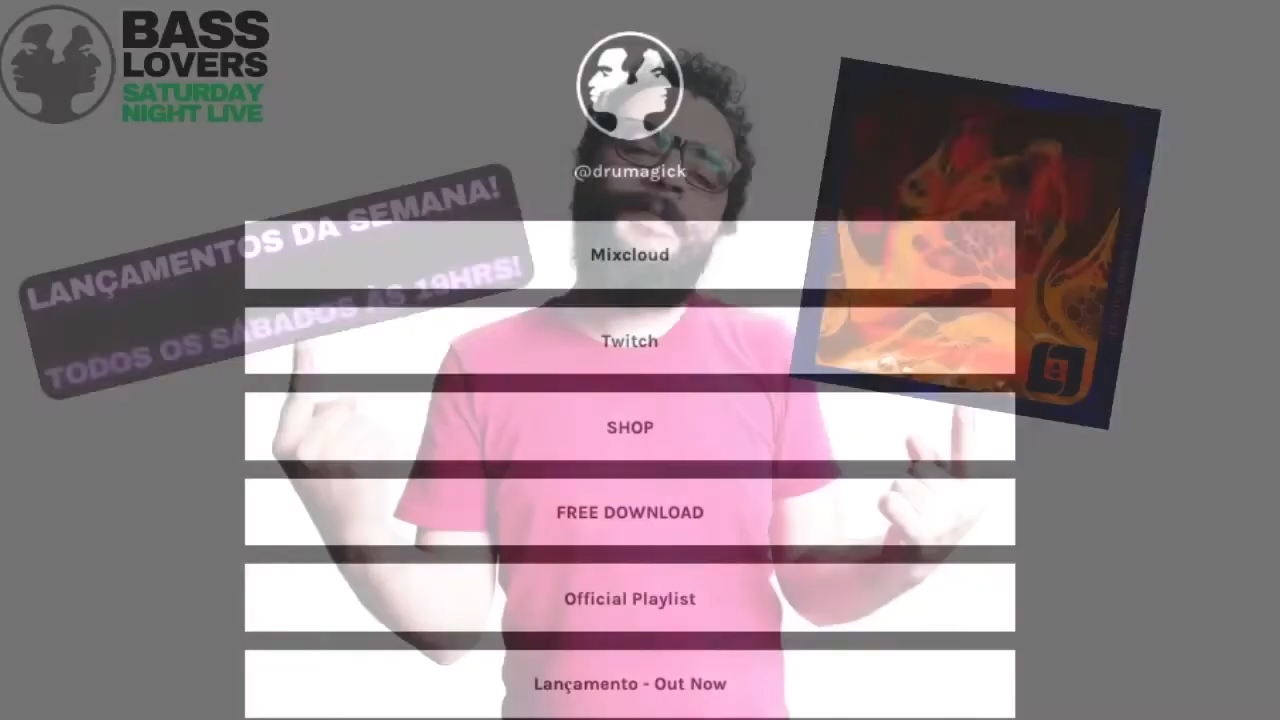 BASS
LOVERS
SATURDAY
NIGHT LIVE
@drumagick
LANÇAMENTOS DA SEMANA!
TODOS OS SÁBADOS ÀS 19HRS!
Mixcloud
Twitch
SHOP
FREE DOWNLOAD
Official Playlist
Lançamento - Out Now